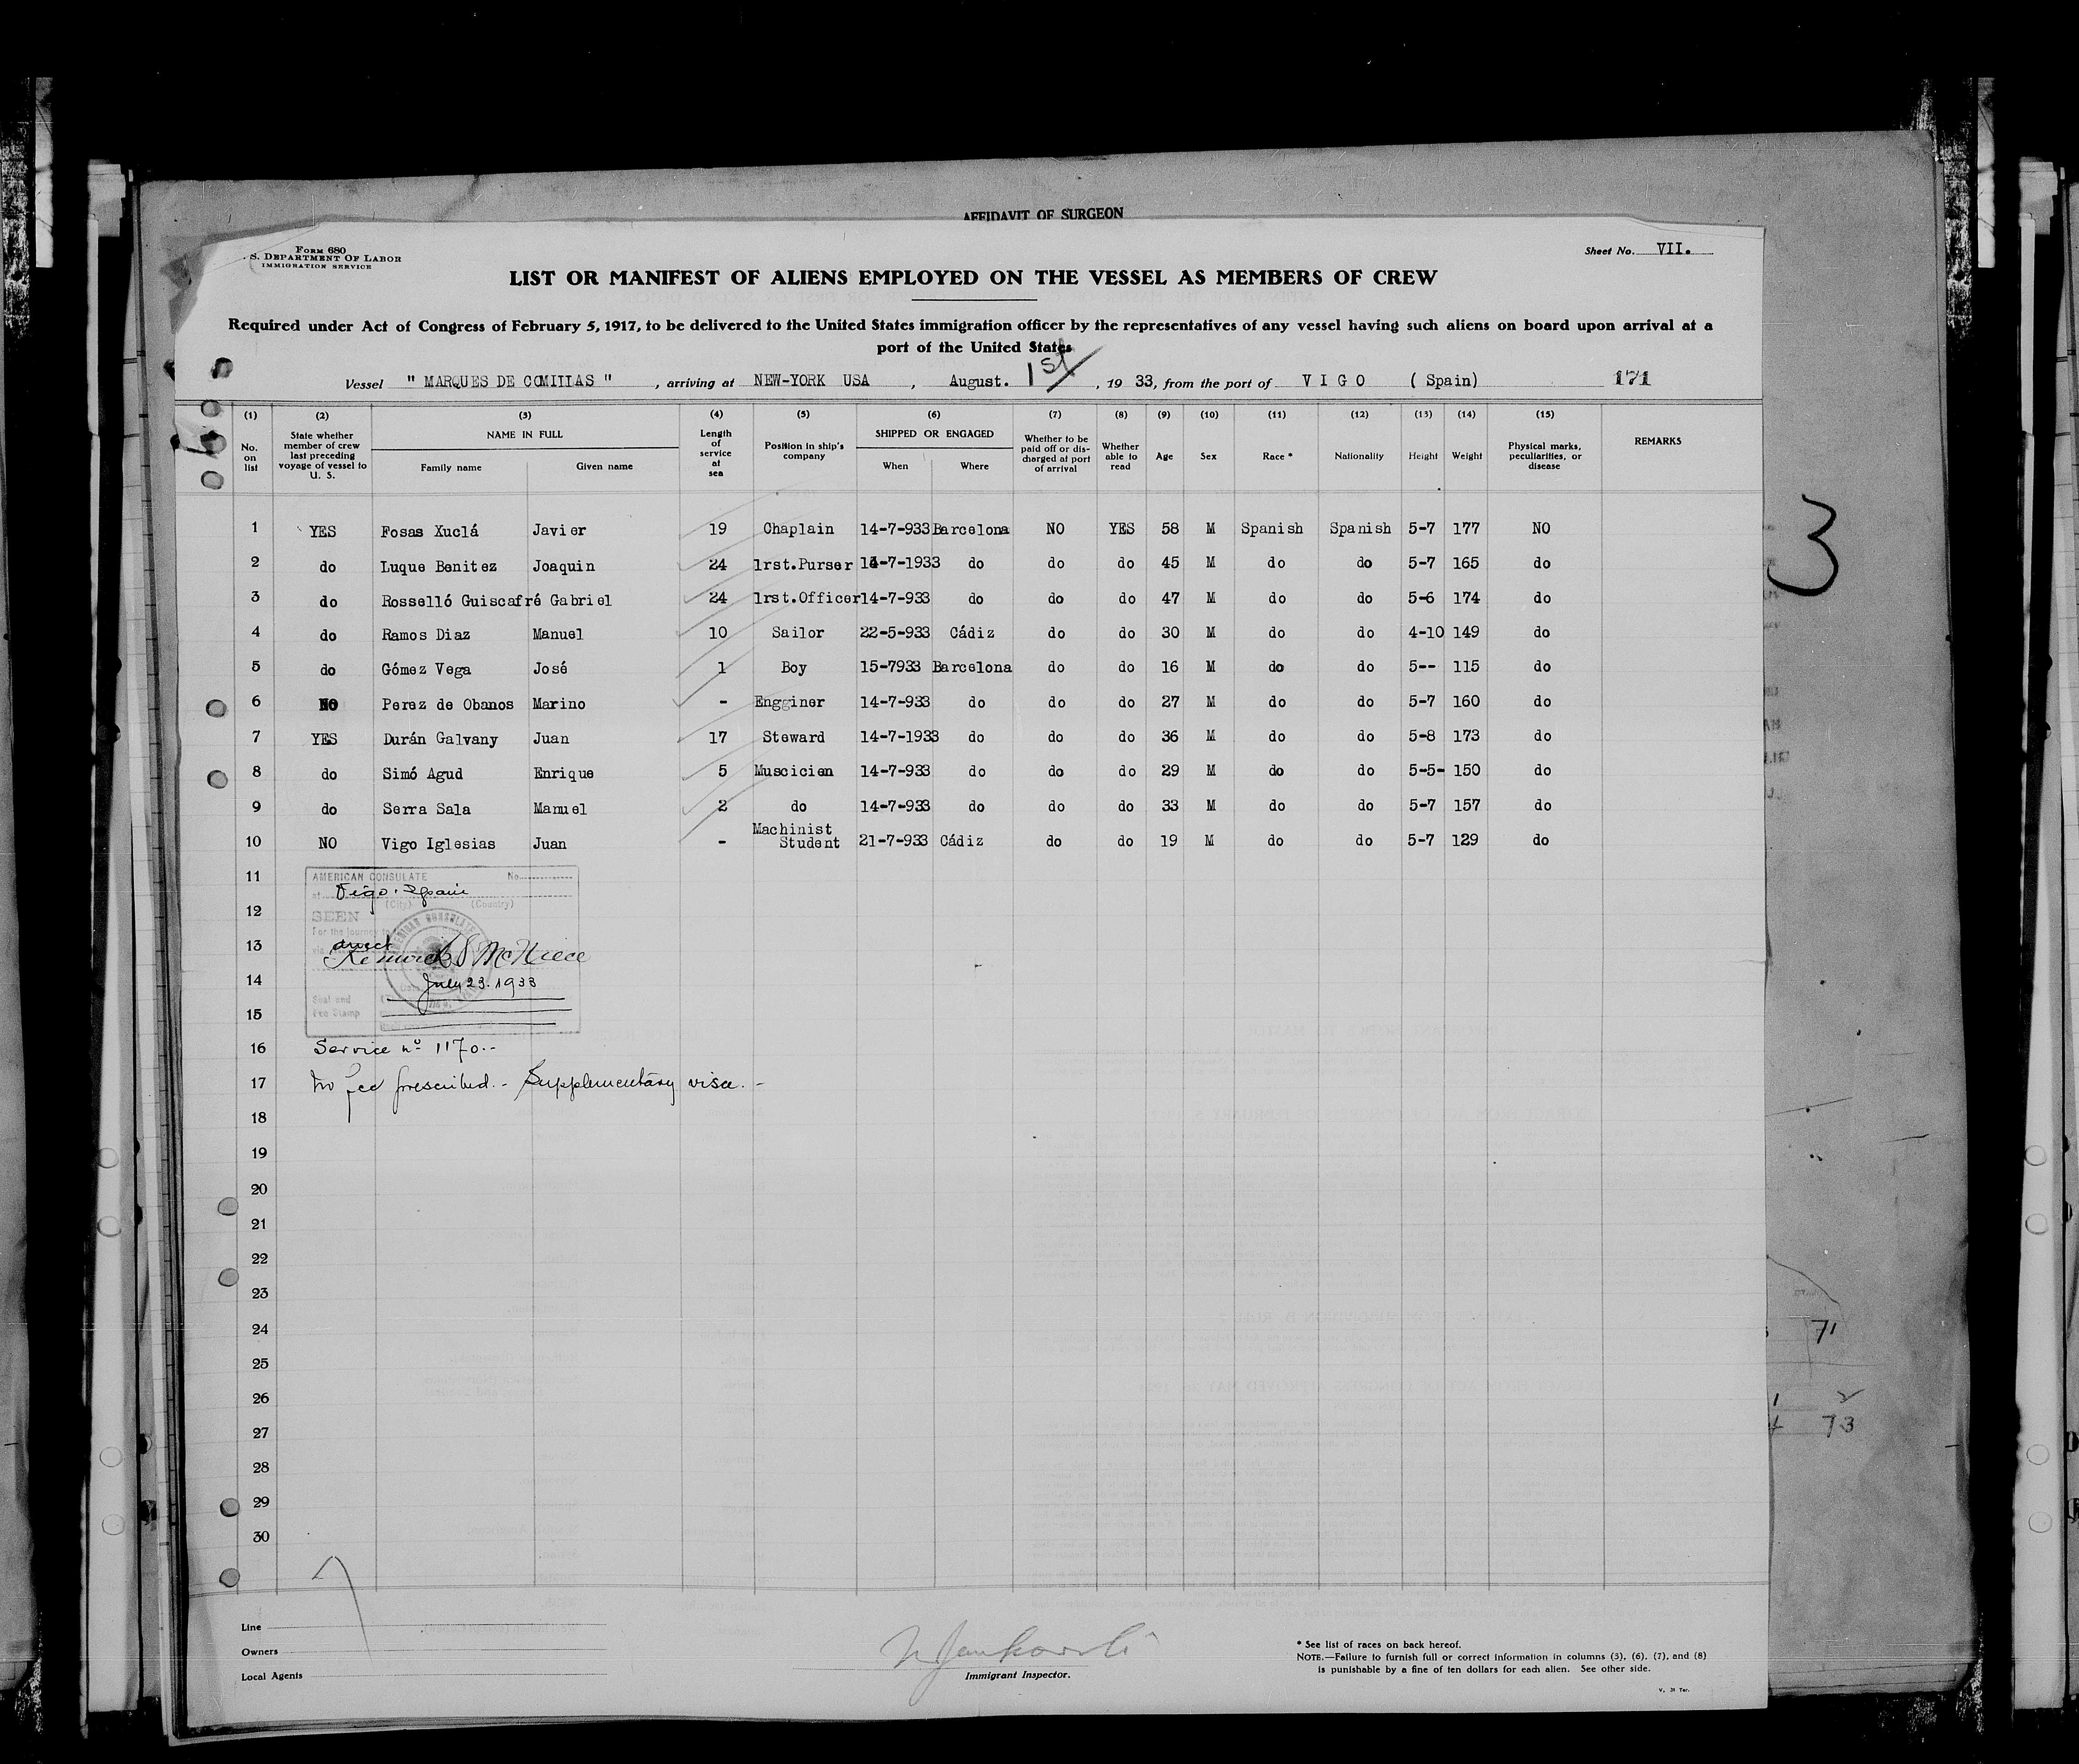 AFFIDAVIT OF SURGEON
Form 680
. S. Department Of Labor
IMMIGRATION SERVICE
Sheet No. VII.
LIST OR MANIFEST OF ALIENS EMPLOYED ON THE VESSEL AS MEMBERS OF CREW
Required under Act of Congress of February 5, 1917, to be delivered to the United States immigration officer by the representatives of any vessel having such aliens on board upon arrival at a
port of the United States
Vessel " MARQUES DE COMILLAS " , arriving at NEW-YORK USA , August. 1st , 19 33, from the port of V I G O ( Spain) 171
(1) (2) (3) (4) (5) (6) (7) (8) (9) (10) (11) (12) (13) (14) (15)
No. on list State whether member of crew last preceding voyage of vessel to U. S. NAME IN FULL Family name Given name Length of service at sea Position in ship's company SHIPPED OR ENGAGED When Where Whether to be paid off or discharged at port of arrival Whether able to read Age Sex Race * Nationality Height Weight Physical marks, peculiarities, or disease REMARKS
1 YES Fosas Xuclá Javier 19 Chaplain 14-7-933 Barcelona NO YES 58 M Spanish Spanish 5-7 177 NO
2 do Luque Benitez Joaquin 24 1rst.Purser 14-7-1933 do do do 45 M do do 5-7 165 do
3 do Rosselló Guiscafré Gabriel 24 1rst.Officer 14-7-933 do do do 47 M do do 5-6 174 do
4 do Ramos Diaz Manuel 10 Sailor 22-5-933 Cádiz do do 30 M do do 4-10 149 do
5 do Gómez Vega José 1 Boy 15-7933 Barcelona do do 16 M do do 5-- 115 do
6 NO Perez de Obanos Marino - Engginer 14-7-933 do do do 27 M do do 5-7 160 do
7 YES Durán Galvany Juan 17 Steward 14-7-1933 do do do 36 M do do 5-8 173 do
8 do Simó Agud Enrique 5 Muscicien 14-7-933 do do do 29 M do do 5-5- 150 do
9 do Serra Sala Manuel 2 do 14-7-933 do do do 33 M do do 5-7 157 do
10 NO Vigo Iglesias Juan - Machinist Student 21-7-933 Cádiz do do 19 M do do 5-7 129 do
11
AMERICAN CONSULATE No.
at Vigo. Spain
(City) (Country)
12
SEEN
For the journey to
13
via direct
McNiece
14
July 23. 1933
Seal and
Fee Stamp
15
16 Service nº 1170.-
17 No fee prescribed. - Supplementary visa. -
18
19
20
21
22
23
24
25
26
27
28
29
30
3
71
1 2
73
Line
Owners
Local Agents
Immigrant Inspector.
* See list of races on back hereof.
NOTE.—Failure to furnish full or correct information in columns (3), (6), (7), and (8)
is punishable by a fine of ten dollars for each alien. See other side.